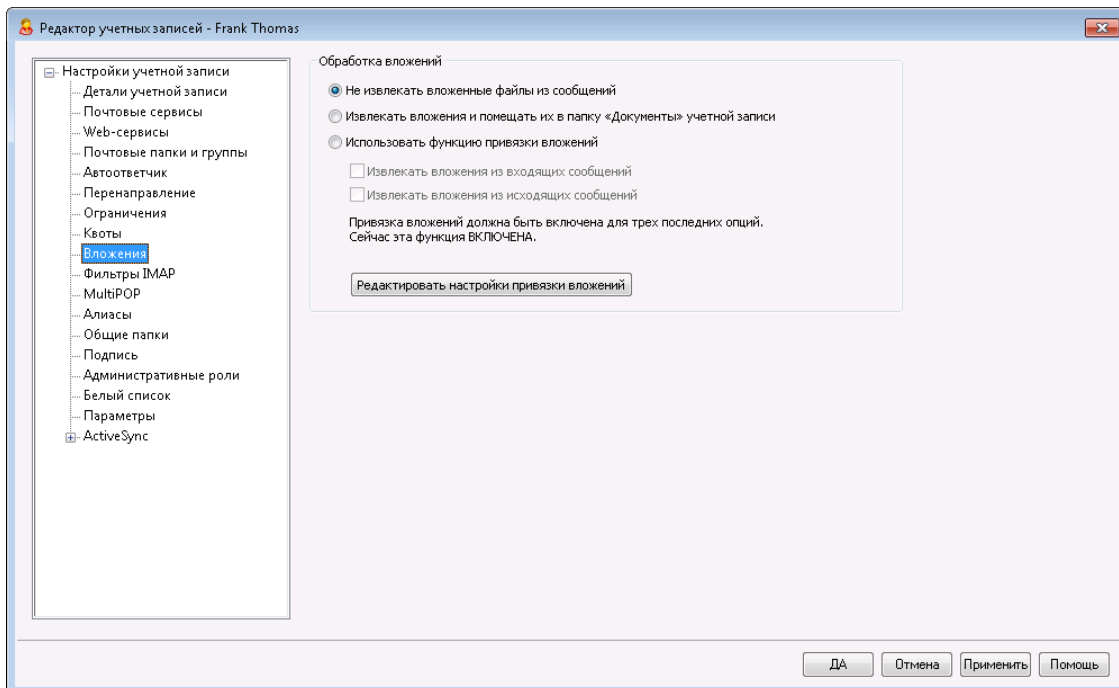 Редактор учетных записей - Frank Thomas
Настройки учетной записи
Детали учетной записи
Почтовые сервисы
Web-сервисы
Почтовые папки и группы
Автоответчик
Перенаправление
Ограничения
Квоты
Вложения
Фильтры IMAP
MultiPOP
Алиасы
Общие папки
Подпись
Административные роли
Белый список
Параметры
ActiveSync
Обработка вложений
Не извлекать вложенные файлы из сообщений
Извлекать вложения и помещать их в папку «Документы» учетной записи
Использовать функцию привязки вложений
Извлекать вложения из входящих сообщений
Извлекать вложения из исходящих сообщений
Привязка вложений должна быть включена для трех последних опций.
Сейчас эта функция ВКЛЮЧЕНА.
Редактировать настройки привязки вложений
ДА
Отмена
Применить
Помощь